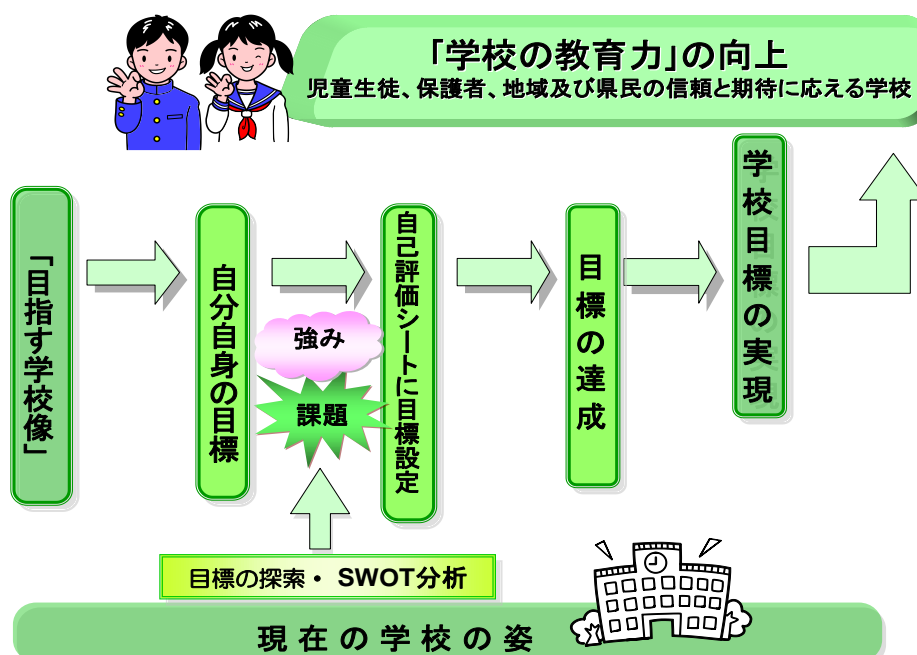 「学校の教育力」の向上
児童生徒、保護者、地域及び県民の信頼と期待に応える学校
「目指す学校像」
自分自身の目標
強み
課題
自己評価シートに目標設定
目標の達成
学校目標の実現
目標の探索・ SWOT分析
現在の学校の姿